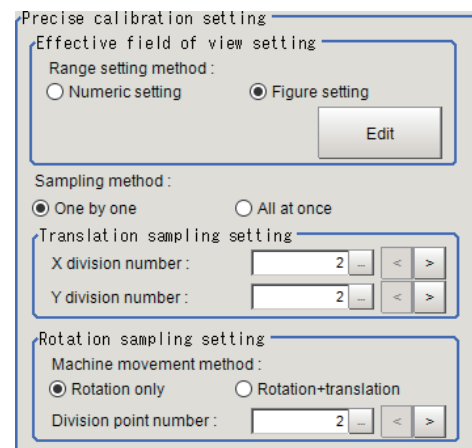 Precise calibration setting
Effective field of view setting
Range setting method :
Numeric setting Figure setting
Edit
Sampling method :
One by one All at once
Translation sampling setting
X division number : 2 ... < >
Y division number : 2 ... < >
Rotation sampling setting
Machine movement method :
Rotation only Rotation+translation
Division point number : 2 ... < >